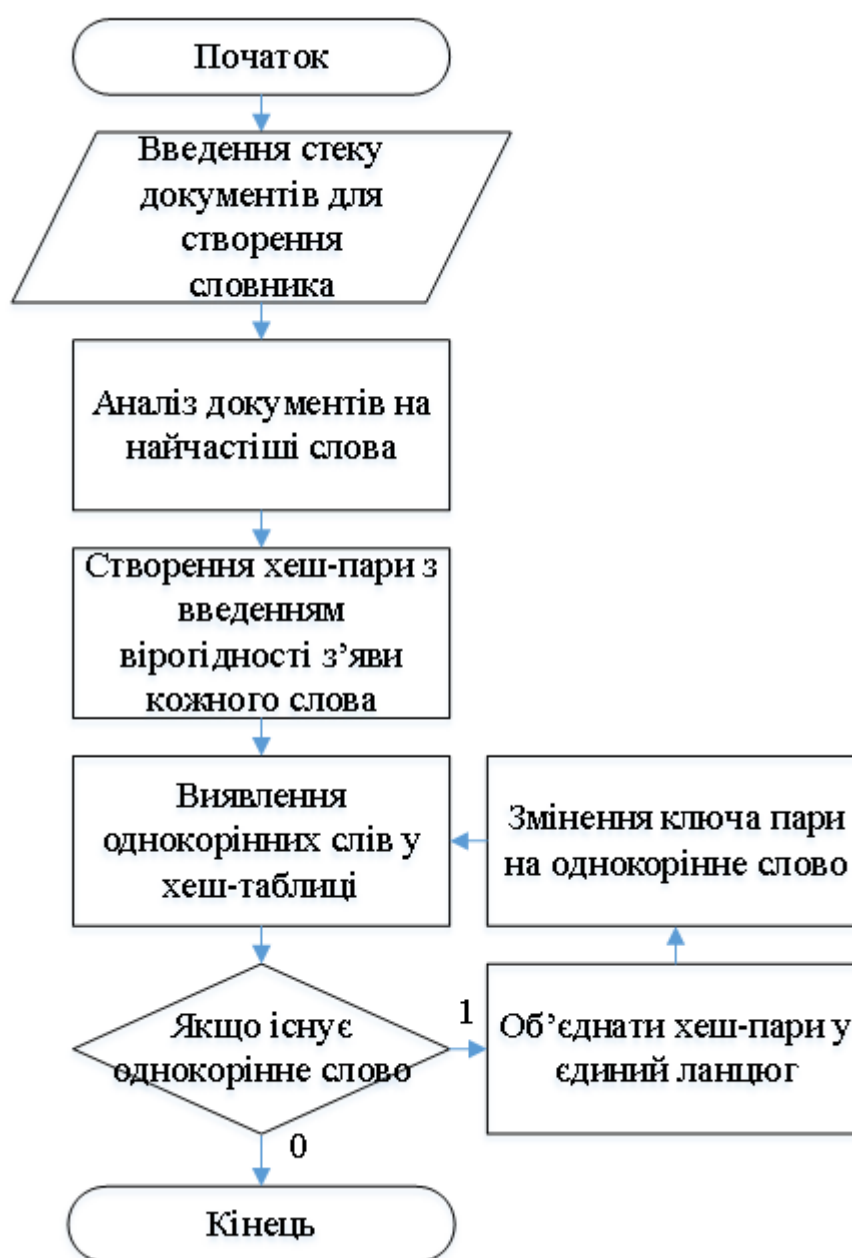 Початок
Введення стеку
документів для
створення
словника
Аналіз документів на
найчастіші слова
Створення хеш-пари з
введенням
вірогідності з’яви
кожного слова
Виявлення
однокорінних слів у
хеш-таблиці
Змінення ключа пари
на однокорінне слово
Якщо існує
однокорінне слово
1
Об’єднати хеш-пари у
єдиний ланцюг
0
Кінець